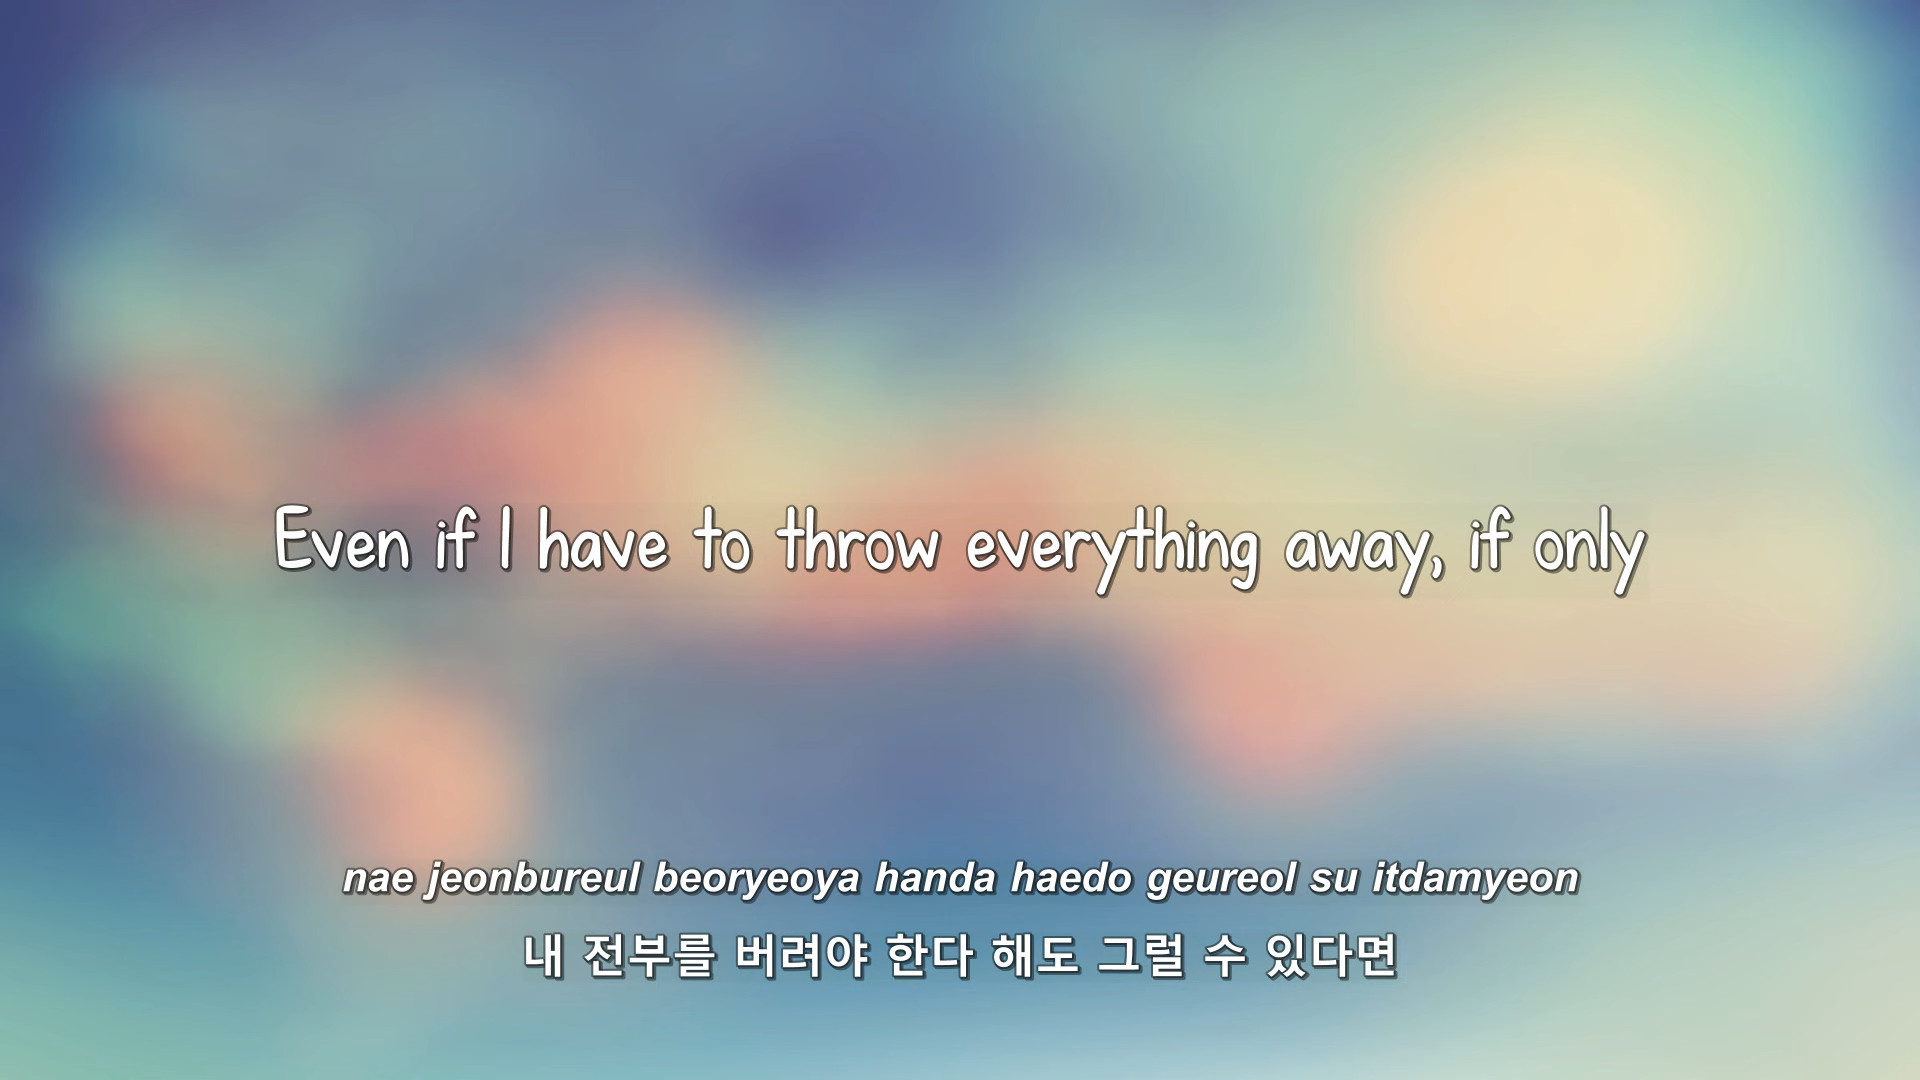 Even if I have to throw everything away, if only
nae jeonbureul beoryeoya handa haedo geureol su itdamyeon
내 전부를 버려야 한다 해도 그럴 수 있다면